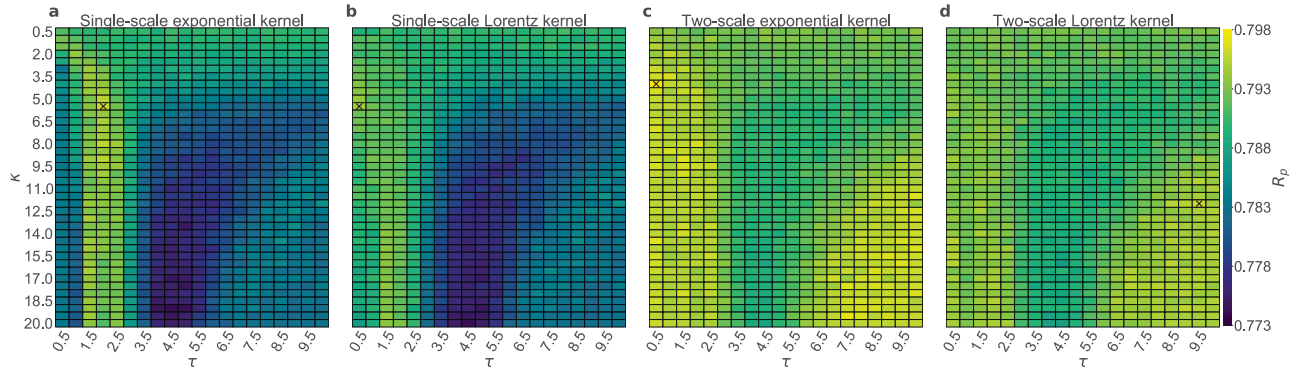 a Single-scale exponential kernel
b Single-scale Lorentz kernel
c Two-scale exponential kernel
d Two-scale Lorentz kernel
0.5
2.0
3.5
5.0
6.5
8.0
9.5
11.0
12.5
14.0
15.5
17.0
18.5
20.0
κ
0.5 1.5 2.5 3.5 4.5 5.5 6.5 7.5 8.5 9.5
τ
0.5 1.5 2.5 3.5 4.5 5.5 6.5 7.5 8.5 9.5
τ
0.5 1.5 2.5 3.5 4.5 5.5 6.5 7.5 8.5 9.5
τ
0.5 1.5 2.5 3.5 4.5 5.5 6.5 7.5 8.5 9.5
τ
0.798
0.793
0.788
0.783
0.778
0.773
Rp